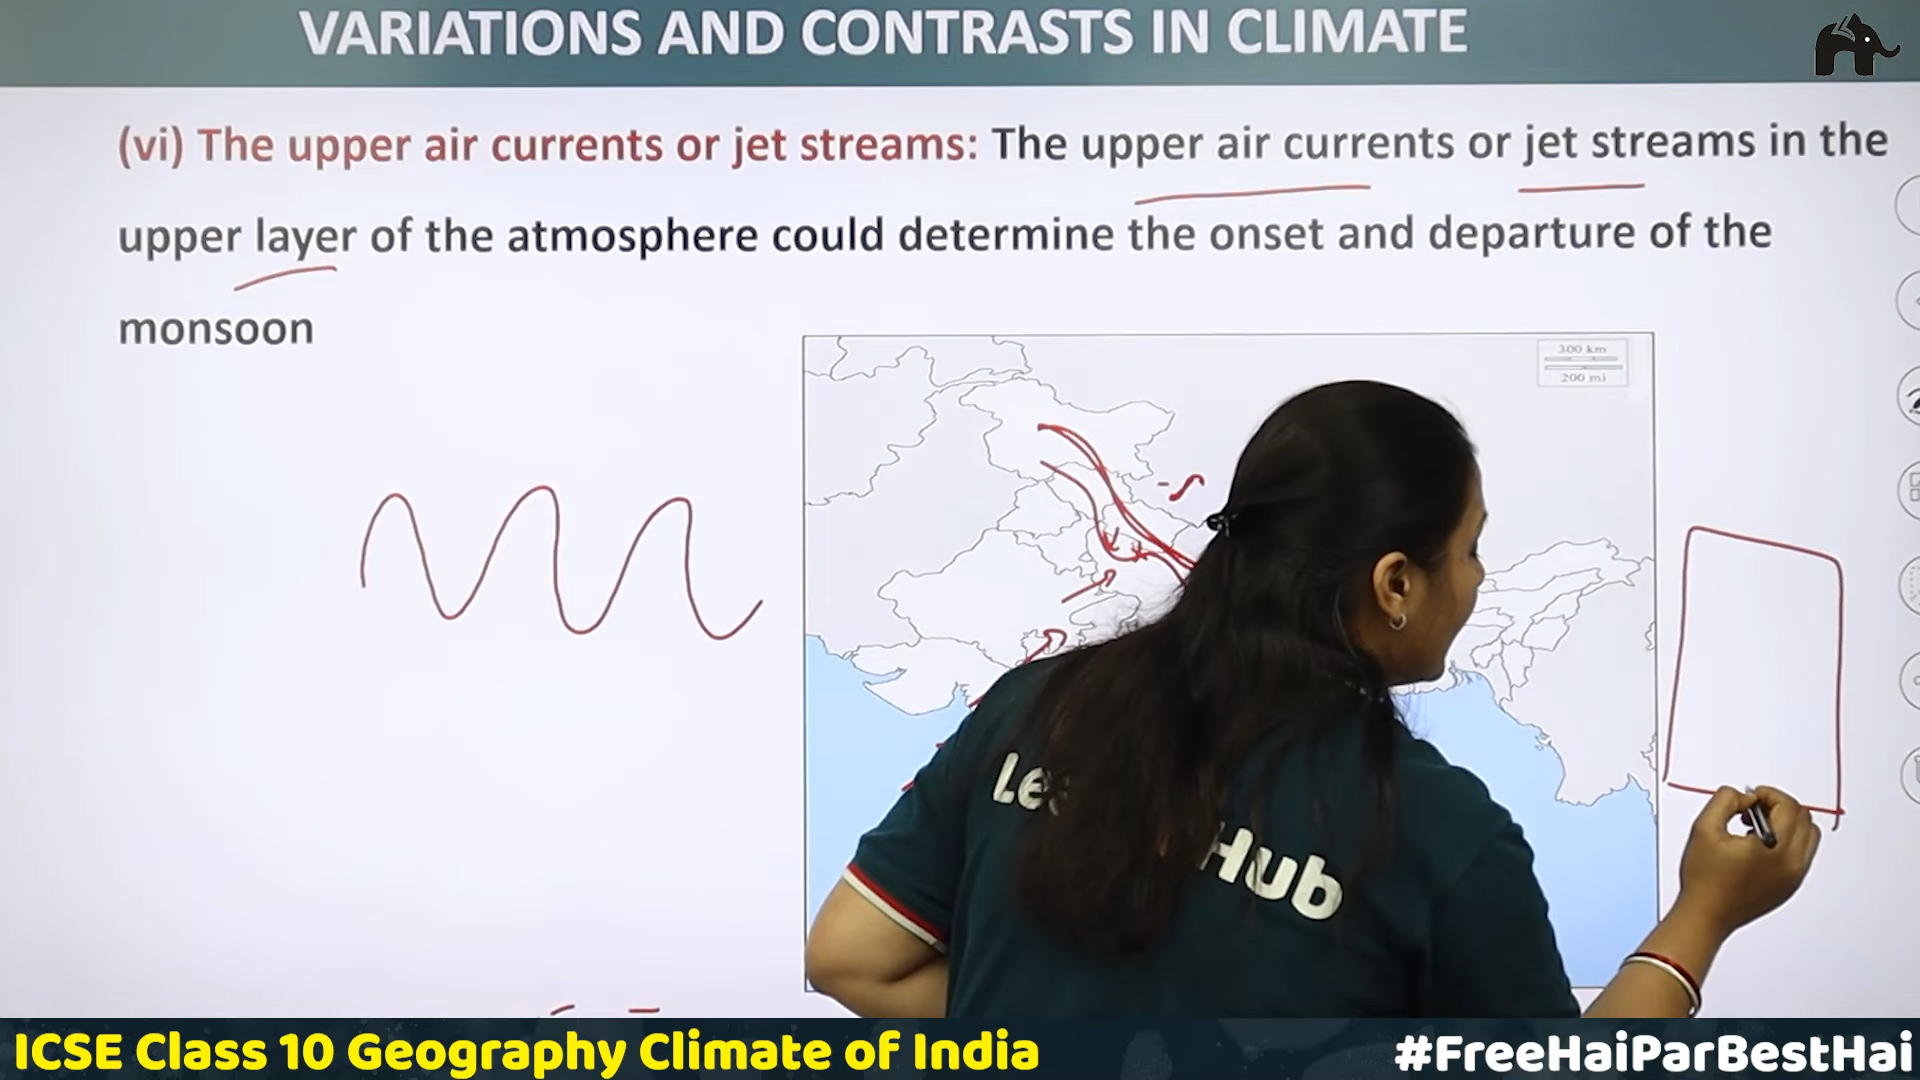 VARIATIONS AND CONTRASTS IN CLIMATE
(vi) The upper air currents or jet streams: The upper air currents or jet streams in the
upper layer of the atmosphere could determine the onset and departure of the
monsoon
300 km
200 mi
Hub
ICSE Class 10 Geography Climate of India
#FreeHaiParBestHai